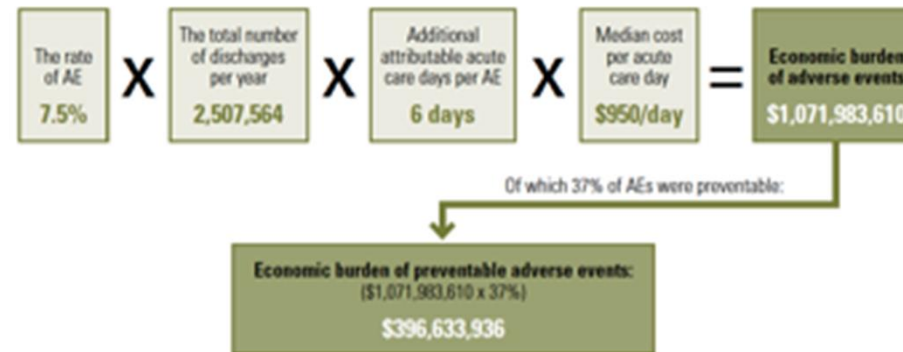 The rate
of AE
7.5%
X
The total number
of discharges
per year
2,507,564
X
Additional
attributable acute
care days per AE
6 days
X
Median cost
per acute
care day
$950/day
=
Economic burden
of adverse events
$1,071,983,610
Of which 37% of AEs were preventable:
Economic burden of preventable adverse events:
($1,071,983,610 x 37%)
$396,633,936